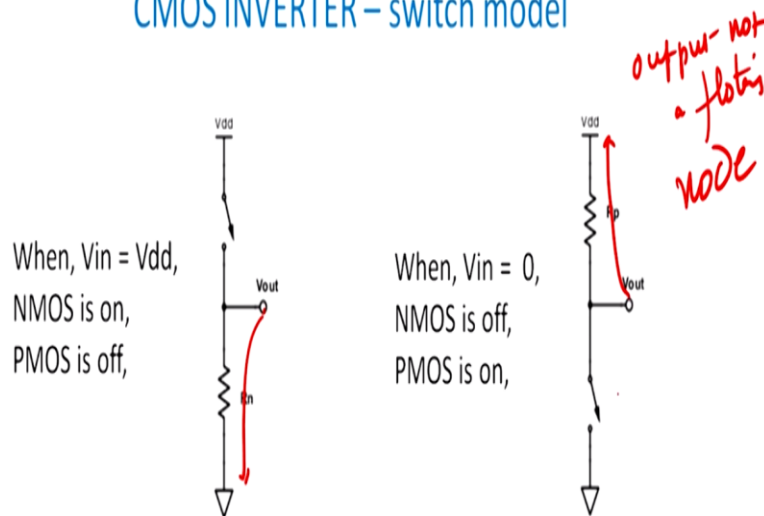 CMOS INVERTER – switch model
output not
a floting
node
Vdd
When, Vin = Vdd,
NMOS is on,
PMOS is off,
Vout
Rn
Vdd
Rp
When, Vin = 0,
NMOS is off,
PMOS is on,
Vout